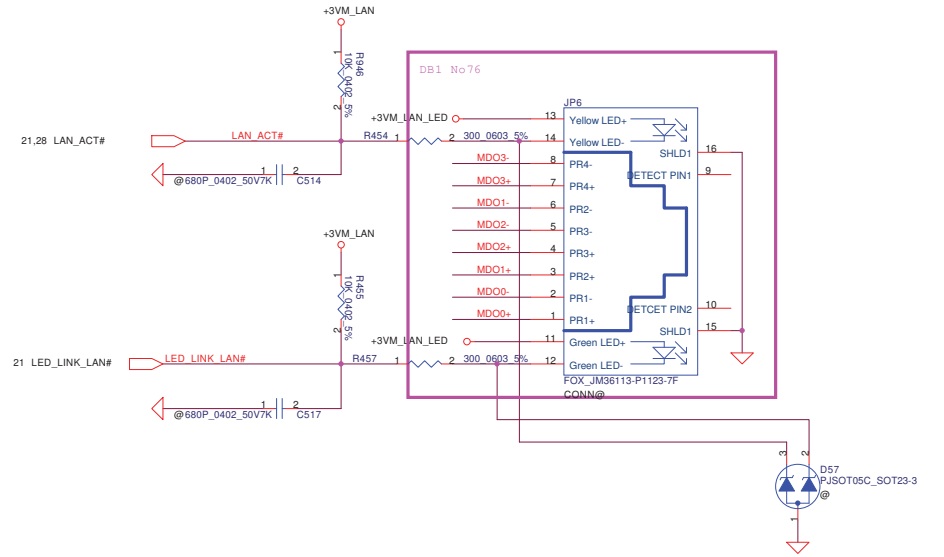 +3VM_LAN
1
R946
10K_0402_5%
2
DB1 No76
JP6
+3VM_LAN_LED
13
Yellow LED+
21,28 LAN_ACT#
LAN_ACT#
R454
1
2
300_0603_5%
14
Yellow LED-
SHLD1
16
MDO3-
8
PR4-
DETECT PIN1
9
1
2
@680P_0402_50V7K
C514
MDO3+
7
PR4+
MDO1-
6
PR2-
MDO2-
5
PR3-
+3VM_LAN
MDO2+
4
PR3+
1
R455
10K_0402_5%
2
MDO1+
3
PR2+
MDO0-
2
PR1-
DETCET PIN2
10
MDO0+
1
PR1+
SHLD1
15
+3VM_LAN_LED
11
Green LED+
21 LED_LINK_LAN#
LED_LINK_LAN#
R457
1
2
300_0603_5%
12
Green LED-
FOX_JM36113-P1123-7F
CONN@
1
2
@680P_0402_50V7K
C517
3
2
D57
PJSOT05C_SOT23-3
@
1